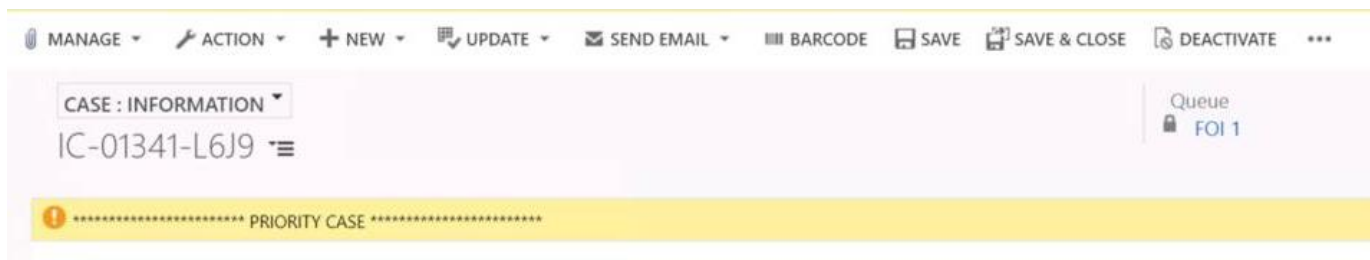 MANAGE ACTION NEW UPDATE SEND EMAIL BARCODE SAVE SAVE & CLOSE DEACTIVATE •••
CASE : INFORMATION
Queue
IC-01341-L6J9
FOI 1
************************ PRIORITY CASE ************************